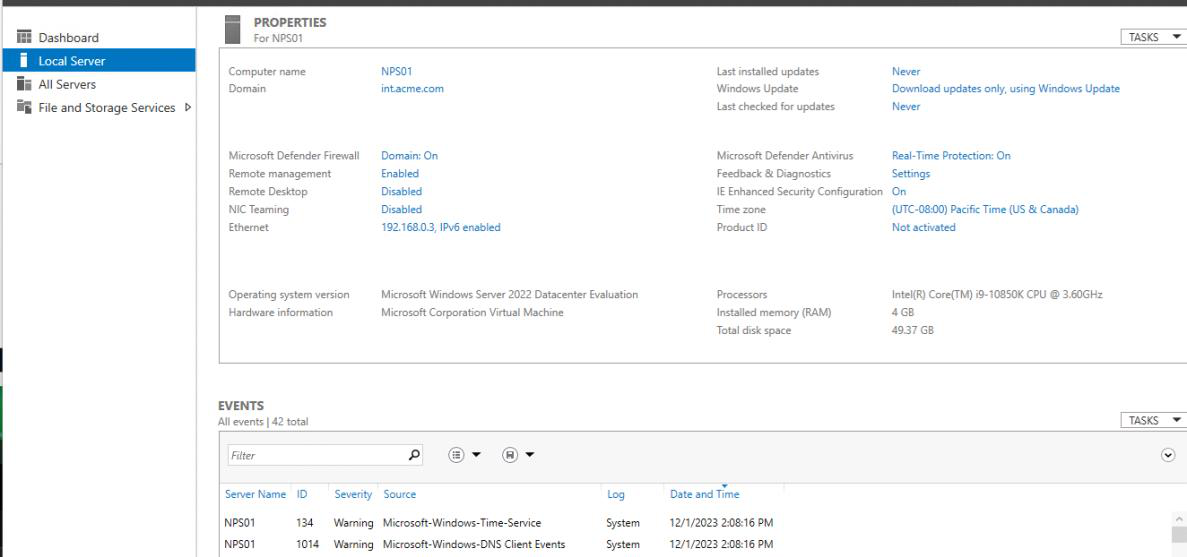 PROPERTIES
For NPS01
TASKS
Dashboard
Local Server
All Servers
File and Storage Services
Computer name NPS01 Last installed updates Never
Domain int.acme.com Windows Update Download updates only, using Windows Update
Last checked for updates Never
Microsoft Defender Firewall Domain: On Microsoft Defender Antivirus Real-Time Protection: On
Remote management Enabled Feedback & Diagnostics Settings
Remote Desktop Disabled IE Enhanced Security Configuration On
NIC Teaming Disabled Time zone (UTC-08:00) Pacific Time (US & Canada)
Ethernet 192.168.0.3, IPv6 enabled Product ID Not activated
Operating system version Microsoft Windows Server 2022 Datacenter Evaluation Processors Intel(R) Core(TM) i9-10850K CPU @ 3.60GHz
Hardware information Microsoft Corporation Virtual Machine Installed memory (RAM) 4 GB
Total disk space 49.37 GB
EVENTS
All events | 42 total
TASKS
Filter
Server Name ID Severity Source Log Date and Time
NPS01 134 Warning Microsoft-Windows-Time-Service System 12/1/2023 2:08:16 PM
NPS01 1014 Warning Microsoft-Windows-DNS Client Events System 12/1/2023 2:08:16 PM